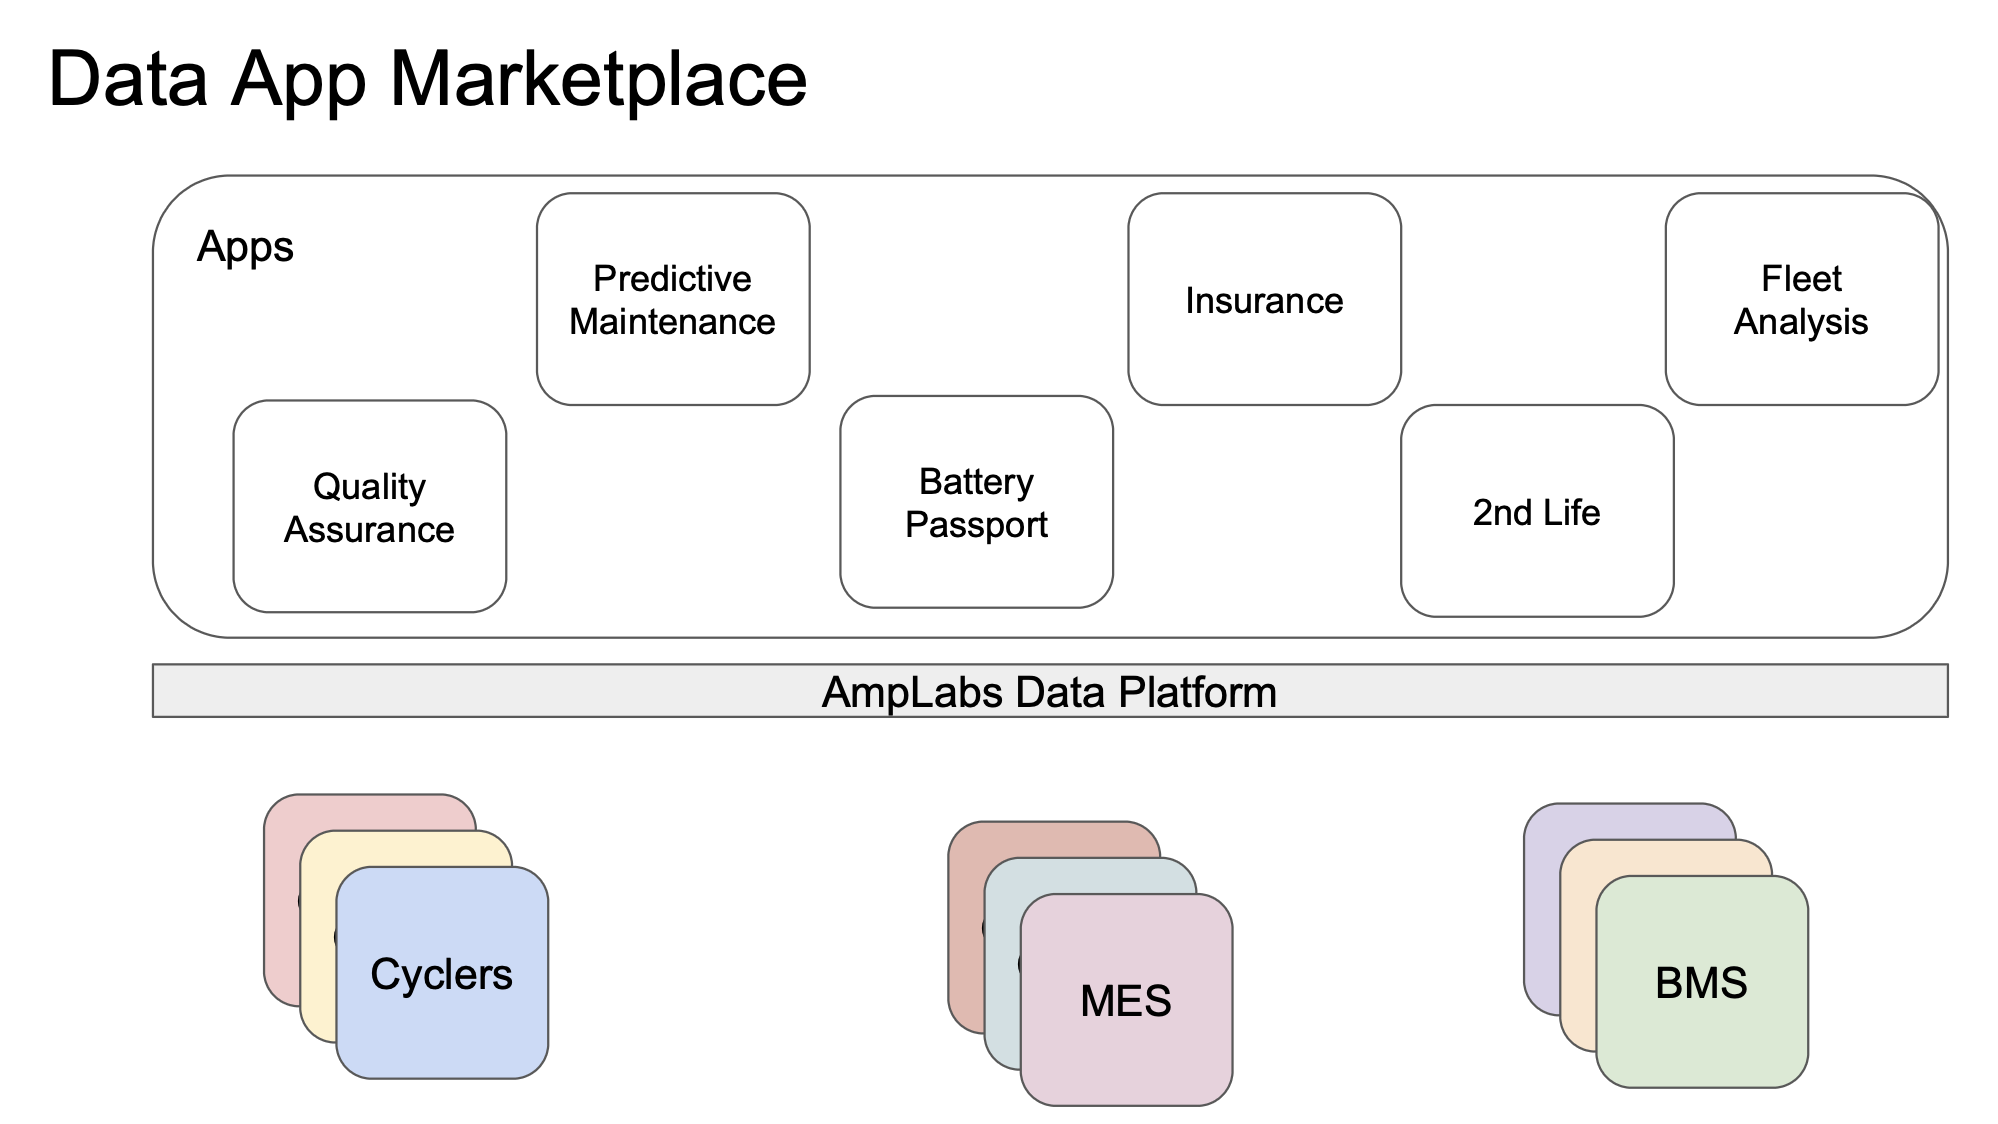 Data App Marketplace
Apps
Predictive
Maintenance
Insurance
Fleet
Analysis
Quality
Assurance
Battery
Passport
2nd Life
AmpLabs Data Platform
Cyclers
MES
BMS